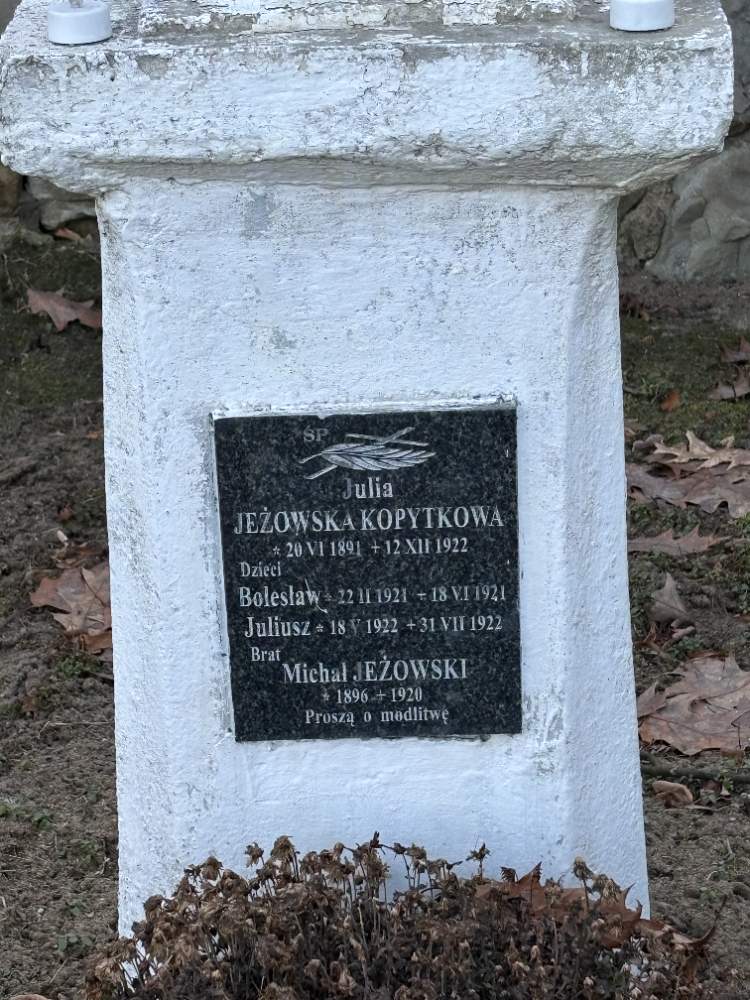 ŚP
Julia
JEŻOWSKA KOPYTKOWA
* 20 VI 1891 + 12 XII 1922
Dzieci
Bolesław * 22 II 1921 + 18 VI 1921
Juliusz * 18 V 1922 + 31 VII 1922
Brat
Michał JEŻOWSKI
* 1896 + 1920
Proszą o modlitwę